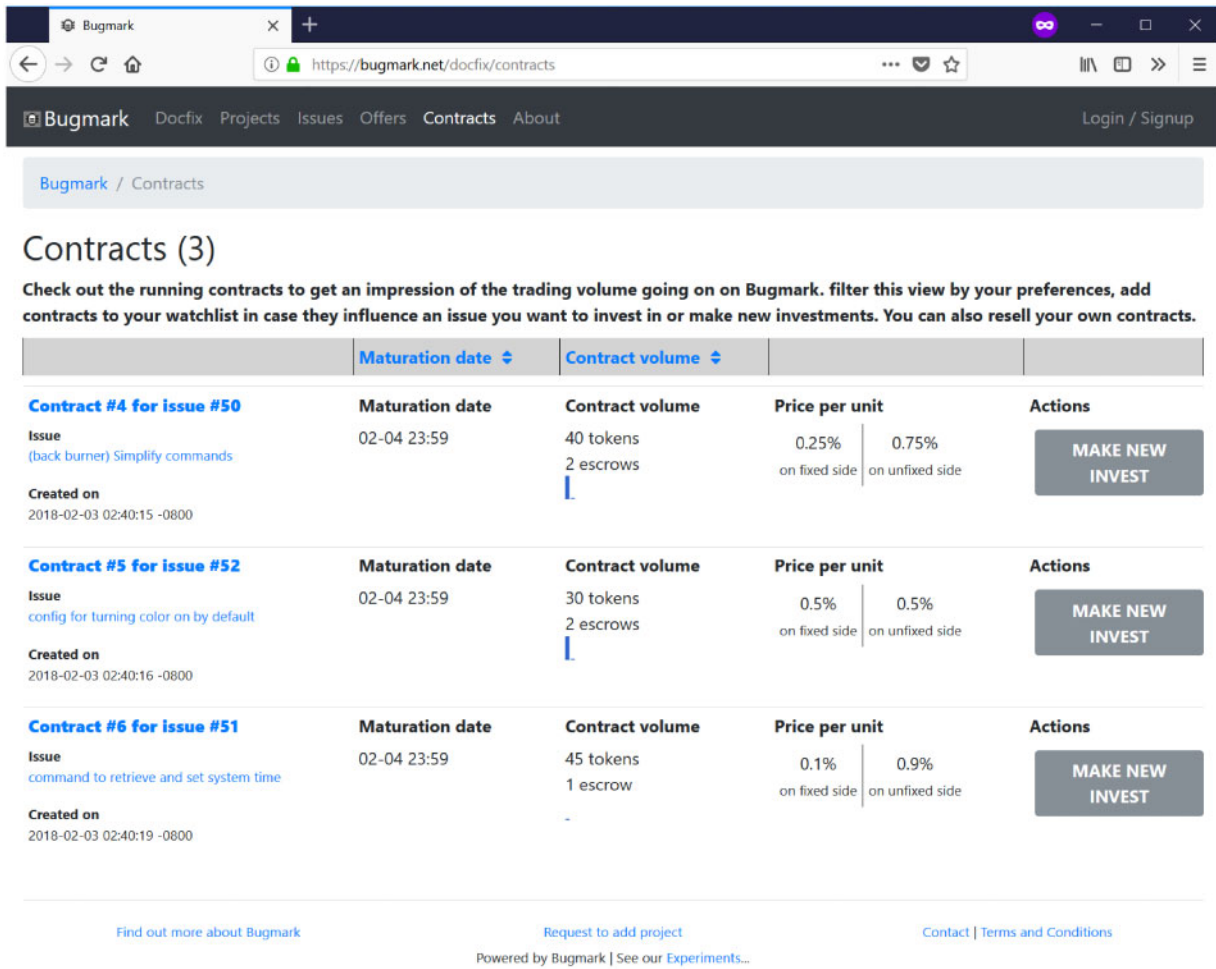 Bugmark
https://bugmark.net/docfix/contracts
Bugmark Docfix Projects Issues Offers Contracts About Login / Signup
Bugmark / Contracts
Contracts (3)
Check out the running contracts to get an impression of the trading volume going on on Bugmark. filter this view by your preferences, add
contracts to your watchlist in case they influence an issue you want to invest in or make new investments. You can also resell your own contracts.
Maturation date Contract volume
Contract #4 for issue #50 Maturation date Contract volume Price per unit Actions
Issue
(back burner) Simplify commands
Created on
2018-02-03 02:40:15 -0800
02-04 23:59
40 tokens
2 escrows
0.25% 0.75%
on fixed side on unfixed side
MAKE NEW
INVEST
Contract #5 for issue #52 Maturation date Contract volume Price per unit Actions
Issue
config for turning color on by default
Created on
2018-02-03 02:40:16 -0800
02-04 23:59
30 tokens
2 escrows
0.5% 0.5%
on fixed side on unfixed side
MAKE NEW
INVEST
Contract #6 for issue #51 Maturation date Contract volume Price per unit Actions
Issue
command to retrieve and set system time
Created on
2018-02-03 02:40:19 -0800
02-04 23:59
45 tokens
1 escrow
0.1% 0.9%
on fixed side on unfixed side
MAKE NEW
INVEST
Find out more about Bugmark Request to add project Contact | Terms and Conditions
Powered by Bugmark | See our Experiments...